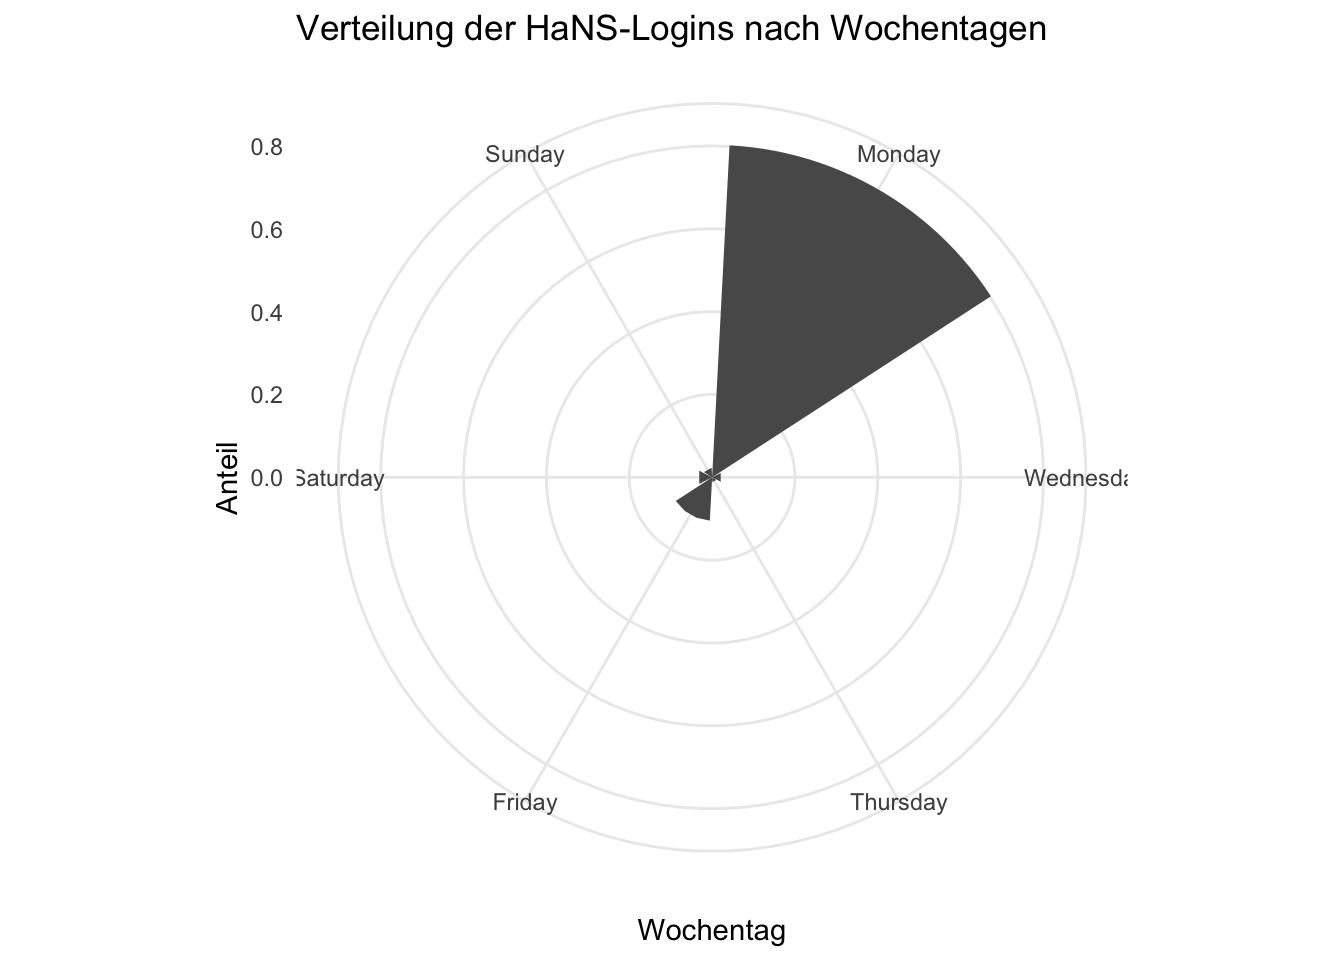 Verteilung der HaNS-Logins nach Wochentagen
0.8
0.6
0.4
0.2
0.0
Anteil
Sunday
Monday
Saturday
Wednesda
Friday
Thursday
Wochentag